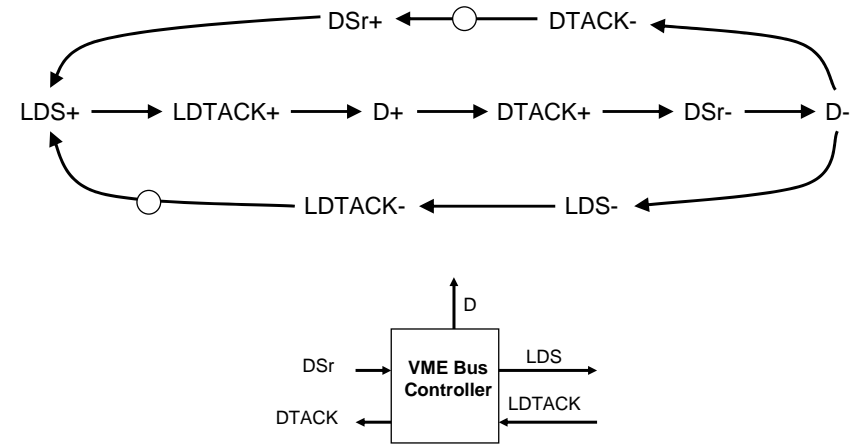 DSr+ DTACK-
LDS+ LDTACK+ D+ DTACK+ DSr- D-
LDTACK- LDS-
D
DSr VME Bus LDS
Controller
DTACK LDTACK